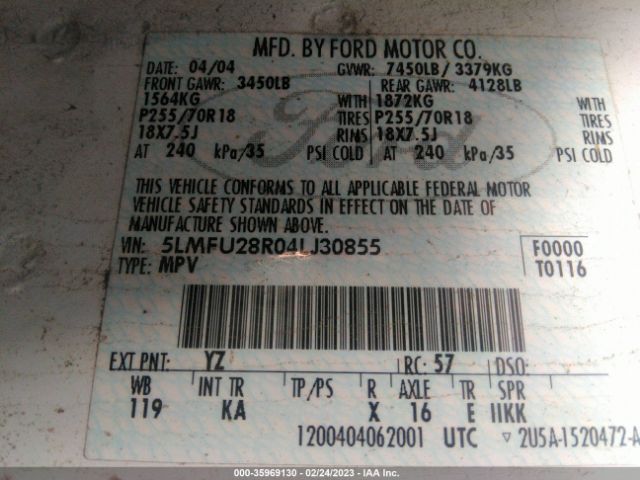 MFD. BY FORD MOTOR CO.
DATE: 04/04 GVWR: 7450LB/ 3379KG
FRONT GAWR: 3450LB REAR GAWR: 4128LB
1564KG WITH 1872KG WITH
P255/70R18 TIRES P255/70R18 TIRES
18X7.5J RIMS 18X7.5J RIMS
AT 240 kPa/35 PSI COLD AT 240 kPa/35 PSI COLD
THIS VEHICLE CONFORMS TO ALL APPLICABLE FEDERAL MOTOR
VEHICLE SAFETY STANDARDS IN EFFECT ON THE DATE OF
MANUFACTURE SHOWN ABOVE.
VIN: 5LMFU28R04LJ30855 F0000
TYPE: MPV T0116
EXT PNT: YZ RC: 57 DSO:
WB INT TR TP/PS R AXLE TR SPR
119 KA X 16 E IIKK
1200404062001 UTC ▽ 2U5A-1520472-A
000-35969130 - 02/24/2023 - IAA Inc.